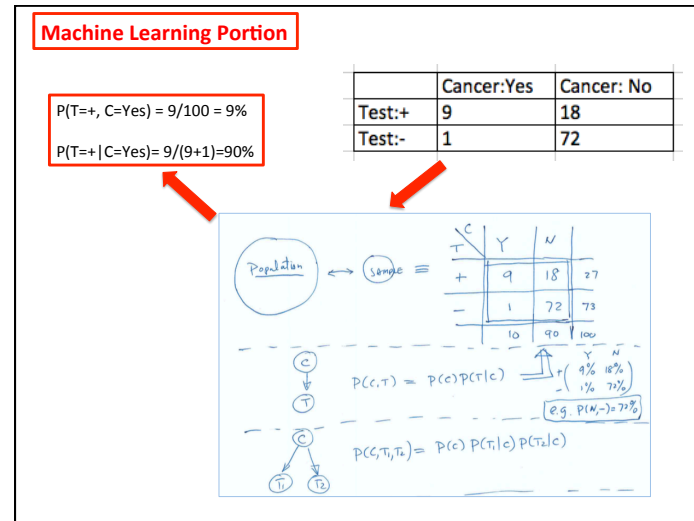 Machine Learning Portion
P(T=+, C=Yes) = 9/100 = 9%
P(T=+|C=Yes)= 9/(9+1)=90%
Cancer:Yes Cancer: No
Test:+ 9 18
Test:- 1 72
C
T Y N
Population ↔ Sample ≡ + 9 18 27
- 1 72 73
10 90 100
C
T
P(C,T) = P(C)P(T|C)
Y N
+ 9% 18%
- 1% 72%
e.g. P(N,-)=72%
C
T1 T2
P(C,T1,T2)= P(C) P(T1|C) P(T2|C)